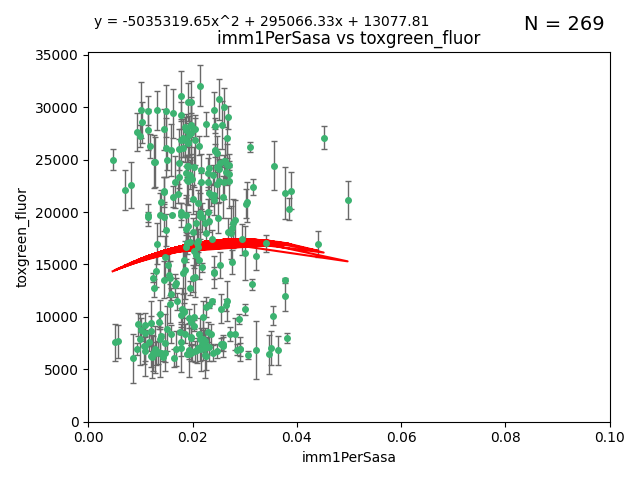 y = -5035319.65x^2 + 295066.33x + 13077.81
N = 269
imm1PerSasa vs toxgreen_fluor
35000
30000
25000
20000
15000
10000
5000
0
toxgreen_fluor
0.00 0.02 0.04 0.06 0.08 0.10
imm1PerSasa